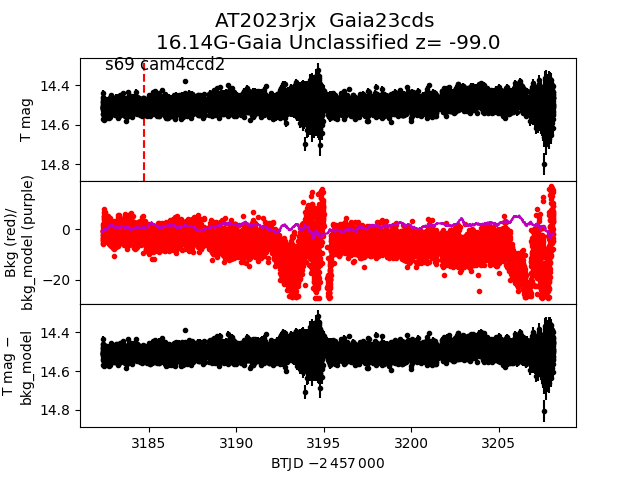 AT2023rjx  Gaia23cds
16.14G-Gaia Unclassified z= -99.0
s69 cam4ccd2
14.4
14.6
14.8
T mag
0
−20
Bkg (red)/
bkg_model (purple)
14.4
14.6
14.8
T mag −
bkg_model
3185
3190
3195
3200
3205
BTJD −2 457 000